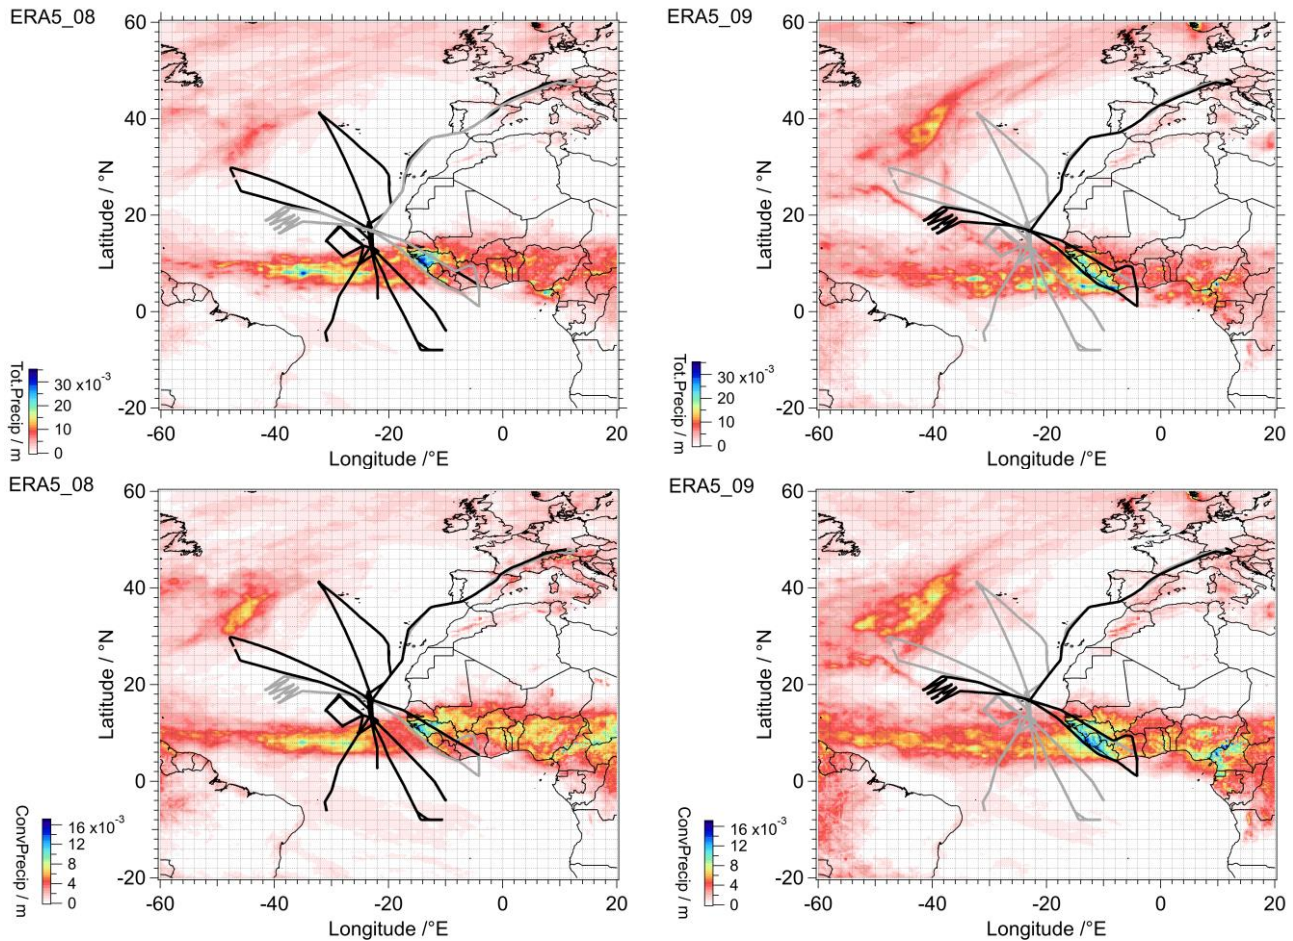 ERA5_08
60
40
20
0
-20
Latitude / °N
-60
-40
-20
0
20
Longitude /°E
Tot.Precip / m
30 x10⁻³
20
10
0
ERA5_09
60
40
20
0
-20
Latitude / °N
-60
-40
-20
0
20
Longitude /°E
Tot.Precip / m
30 x10⁻³
20
10
0
ERA5_08
60
40
20
0
-20
Latitude / °N
-60
-40
-20
0
20
Longitude /°E
ConvPrecip / m
16 x10⁻³
12
8
4
0
ERA5_09
60
40
20
0
-20
Latitude / °N
-60
-40
-20
0
20
Longitude /°E
ConvPrecip / m
16 x10⁻³
12
8
4
0